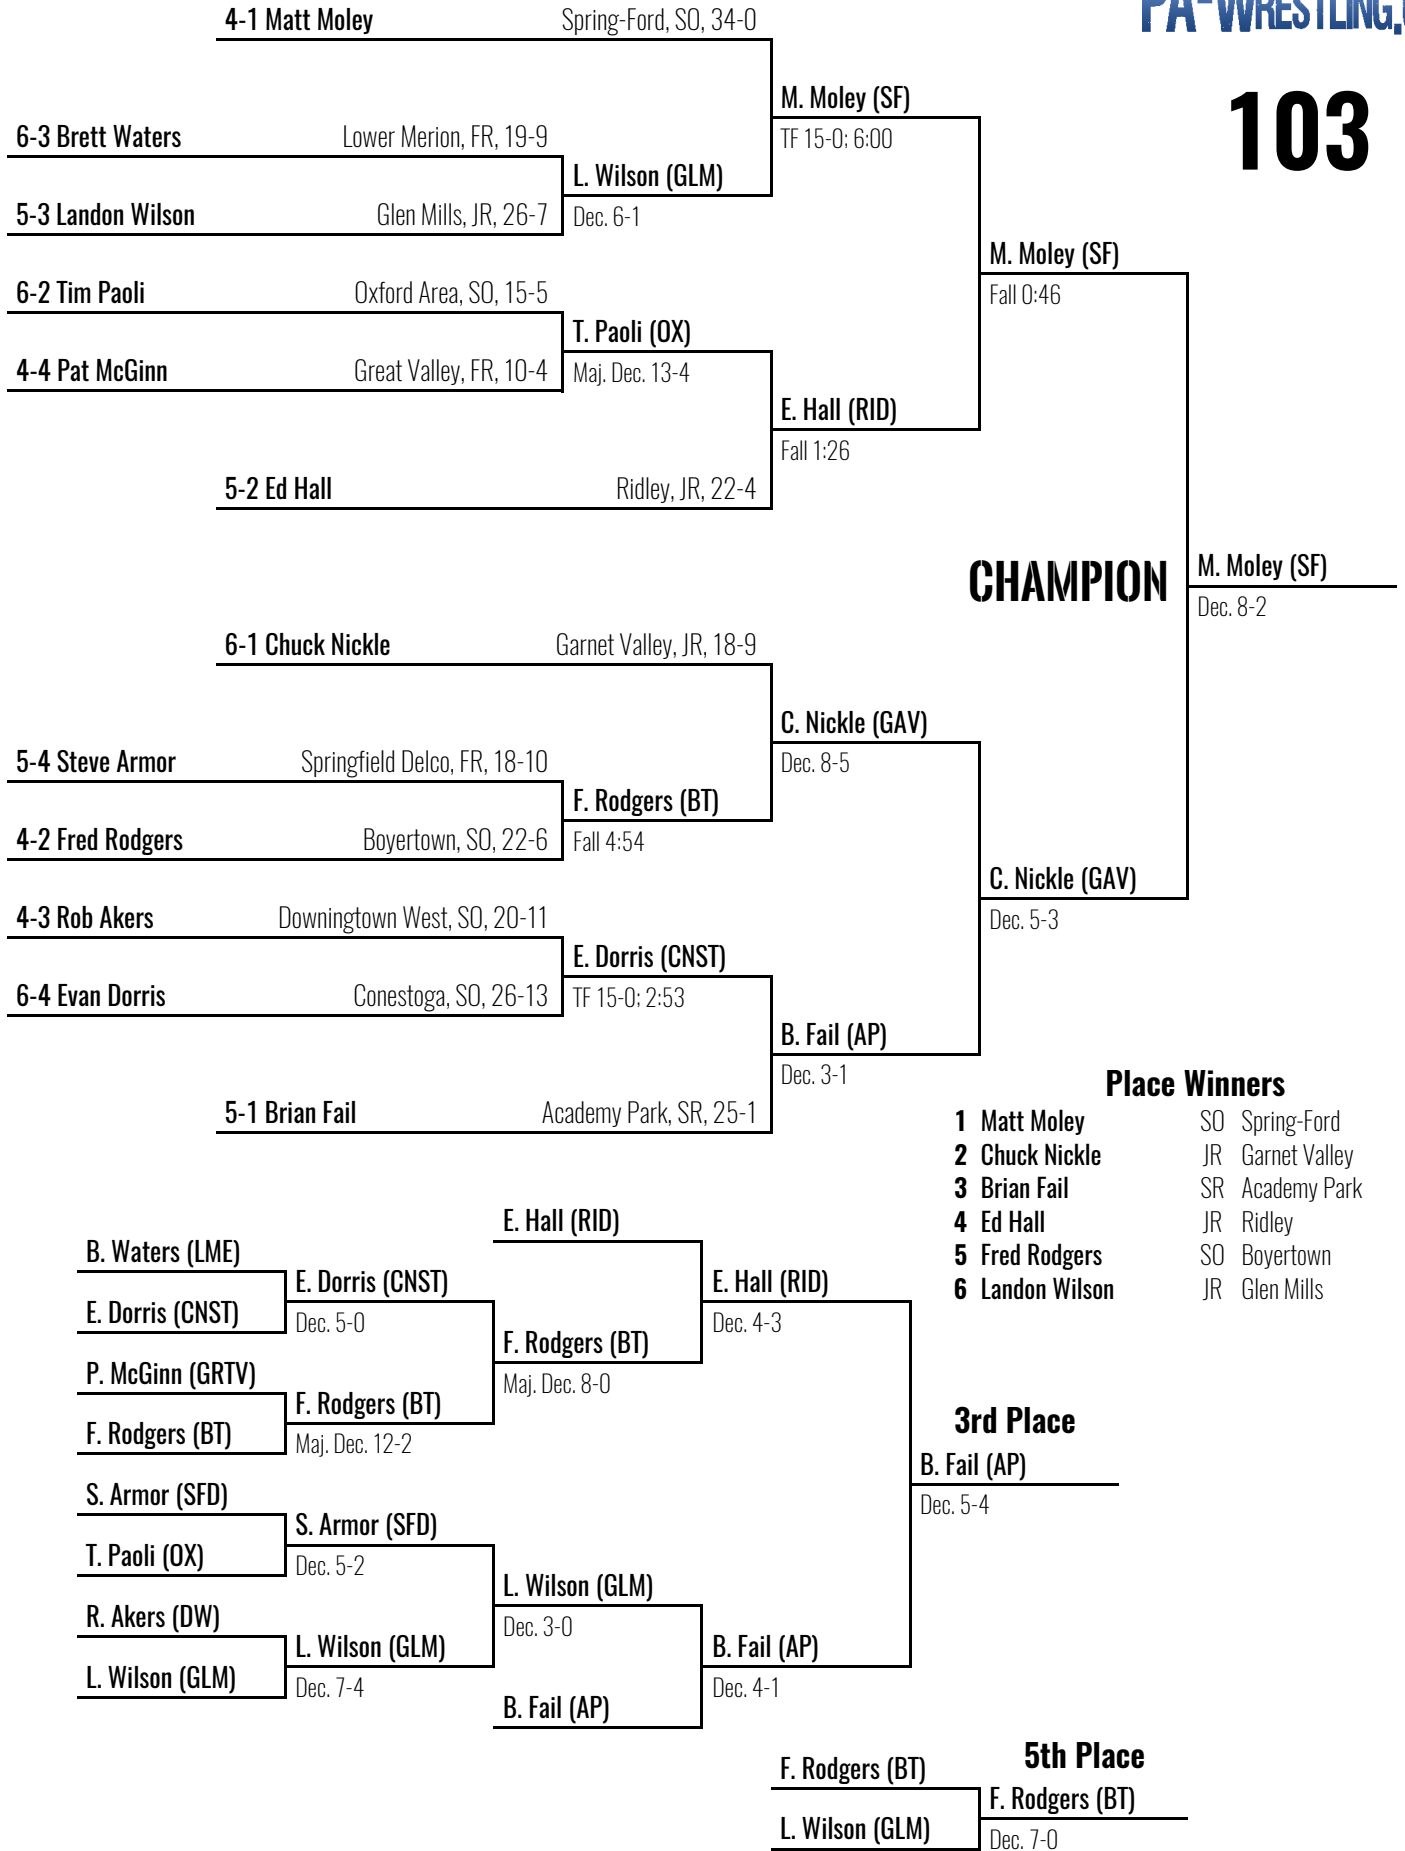 4-1 Matt Moley Spring-Ford, SO, 34-0
PA-WRESTLING.
103
M. Moley (SF)
TF 15-0; 6:00
6-3 Brett Waters Lower Merion, FR, 19-9
L. Wilson (GLM)
Dec. 6-1
5-3 Landon Wilson Glen Mills, JR, 26-7
M. Moley (SF)
Fall 0:46
6-2 Tim Paoli Oxford Area, SO, 15-5
T. Paoli (OX)
Maj. Dec. 13-4
4-4 Pat McGinn Great Valley, FR, 10-4
E. Hall (RID)
Fall 1:26
5-2 Ed Hall Ridley, JR, 22-4
CHAMPION
M. Moley (SF)
Dec. 8-2
6-1 Chuck Nickle Garnet Valley, JR, 18-9
C. Nickle (GAV)
Dec. 8-5
5-4 Steve Armor Springfield Delco, FR, 18-10
F. Rodgers (BT)
Fall 4:54
4-2 Fred Rodgers Boyertown, SO, 22-6
C. Nickle (GAV)
Dec. 5-3
4-3 Rob Akers Downingtown West, SO, 20-11
E. Dorris (CNST)
TF 15-0; 2:53
6-4 Evan Dorris Conestoga, SO, 26-13
B. Fail (AP)
Dec. 3-1
5-1 Brian Fail Academy Park, SR, 25-1
Place Winners
1 Matt Moley SO Spring-Ford
2 Chuck Nickle JR Garnet Valley
3 Brian Fail SR Academy Park
4 Ed Hall JR Ridley
5 Fred Rodgers SO Boyertown
6 Landon Wilson JR Glen Mills
E. Hall (RID)
B. Waters (LME)
E. Dorris (CNST)
Dec. 5-0
E. Dorris (CNST)
E. Hall (RID)
Dec. 4-3
F. Rodgers (BT)
Maj. Dec. 8-0
P. McGinn (GRTV)
F. Rodgers (BT)
Maj. Dec. 12-2
F. Rodgers (BT)
3rd Place
B. Fail (AP)
Dec. 5-4
S. Armor (SFD)
S. Armor (SFD)
Dec. 5-2
T. Paoli (OX)
L. Wilson (GLM)
Dec. 3-0
R. Akers (DW)
L. Wilson (GLM)
Dec. 7-4
L. Wilson (GLM)
B. Fail (AP)
Dec. 4-1
B. Fail (AP)
5th Place
F. Rodgers (BT)
F. Rodgers (BT)
Dec. 7-0
L. Wilson (GLM)